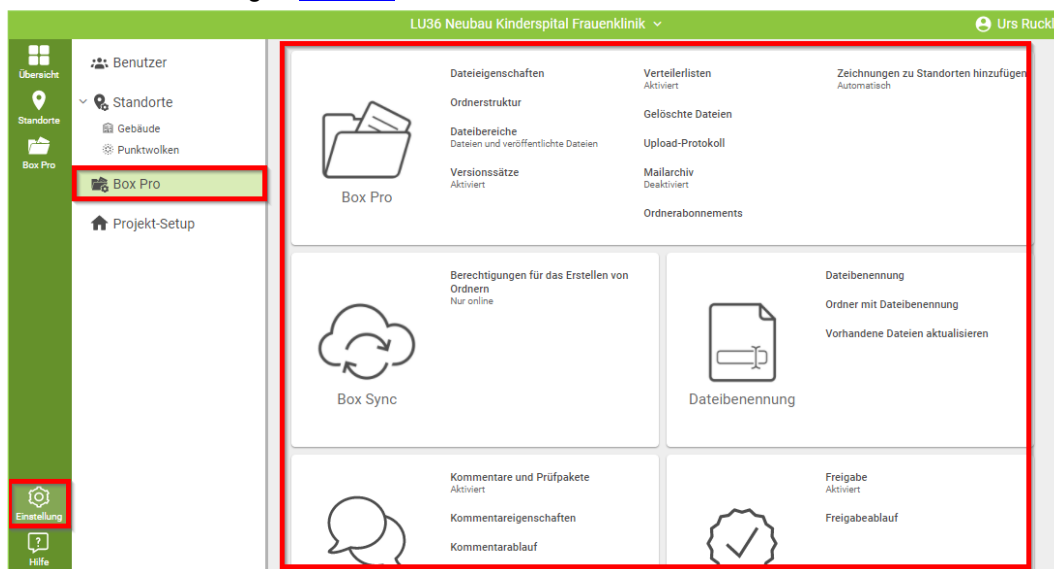 LU36 Neubau Kinderspital Frauenklinik
Urs Ruckl
Übersicht
Standorte
Box Pro
Einstellung
?
Hilfe
Benutzer
Standorte
Gebäude
Punktwolken
Box Pro
Projekt-Setup
Box Pro
Dateieigenschaften
Ordnerstruktur
Dateibereiche
Dateien und veröffentlichte Dateien
Versionssätze
Aktiviert
Verteilerlisten
Aktiviert
Gelöschte Dateien
Upload-Protokoll
Mailarchiv
Deaktiviert
Ordnerabonnements
Zeichnungen zu Standorten hinzufügen
Automatisch
Box Sync
Berechtigungen für das Erstellen von
Ordnern
Nur online
Dateibenennung
Dateibenennung
Ordner mit Dateibenennung
Vorhandene Dateien aktualisieren
Kommentare und Prüfpakete
Aktiviert
Kommentareigenschaften
Kommentarablauf
Freigabe
Aktiviert
Freigabeablauf